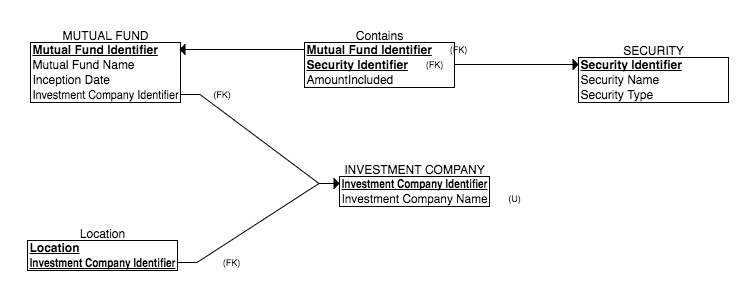 MUTUAL FUND
Mutual Fund Identifier
Mutual Fund Name
Inception Date
Investment Company Identifier (FK)
Contains
Mutual Fund Identifier (FK)
Security Identifier (FK)
AmountIncluded
SECURITY
Security Identifier
Security Name
Security Type
INVESTMENT COMPANY
Investment Company Identifier
Investment Company Name (U)
Location
Location
Investment Company Identifier (FK)